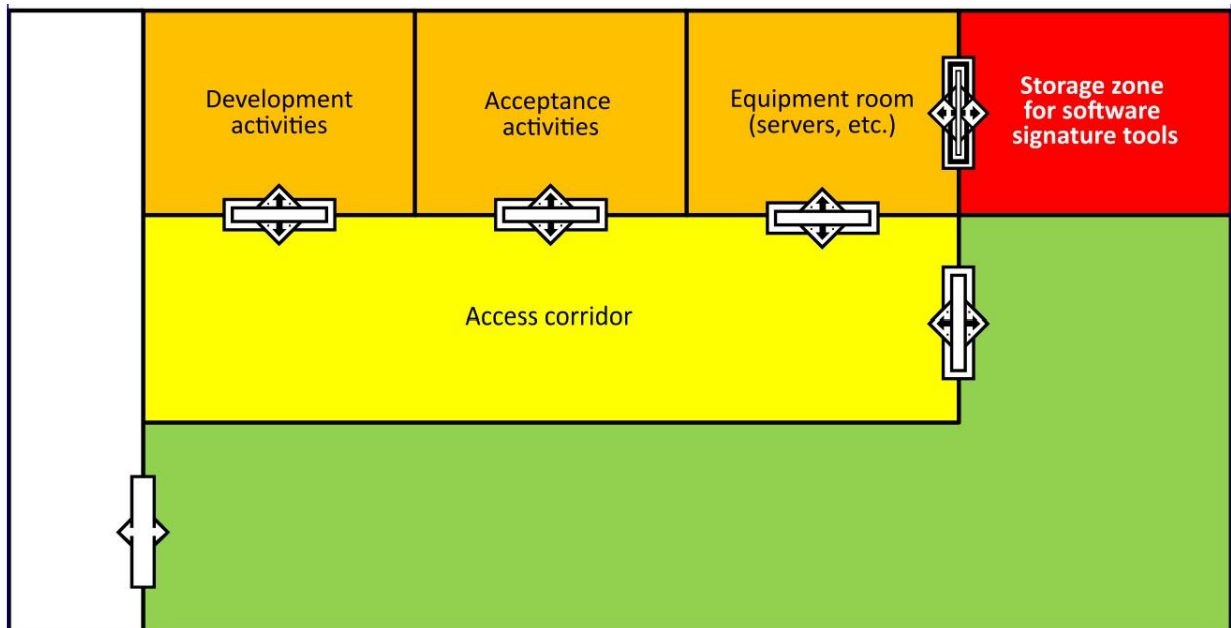 Development
activities
Acceptance
activities
Equipment room
(servers, etc.)
Storage zone
for software
signature tools
Access corridor